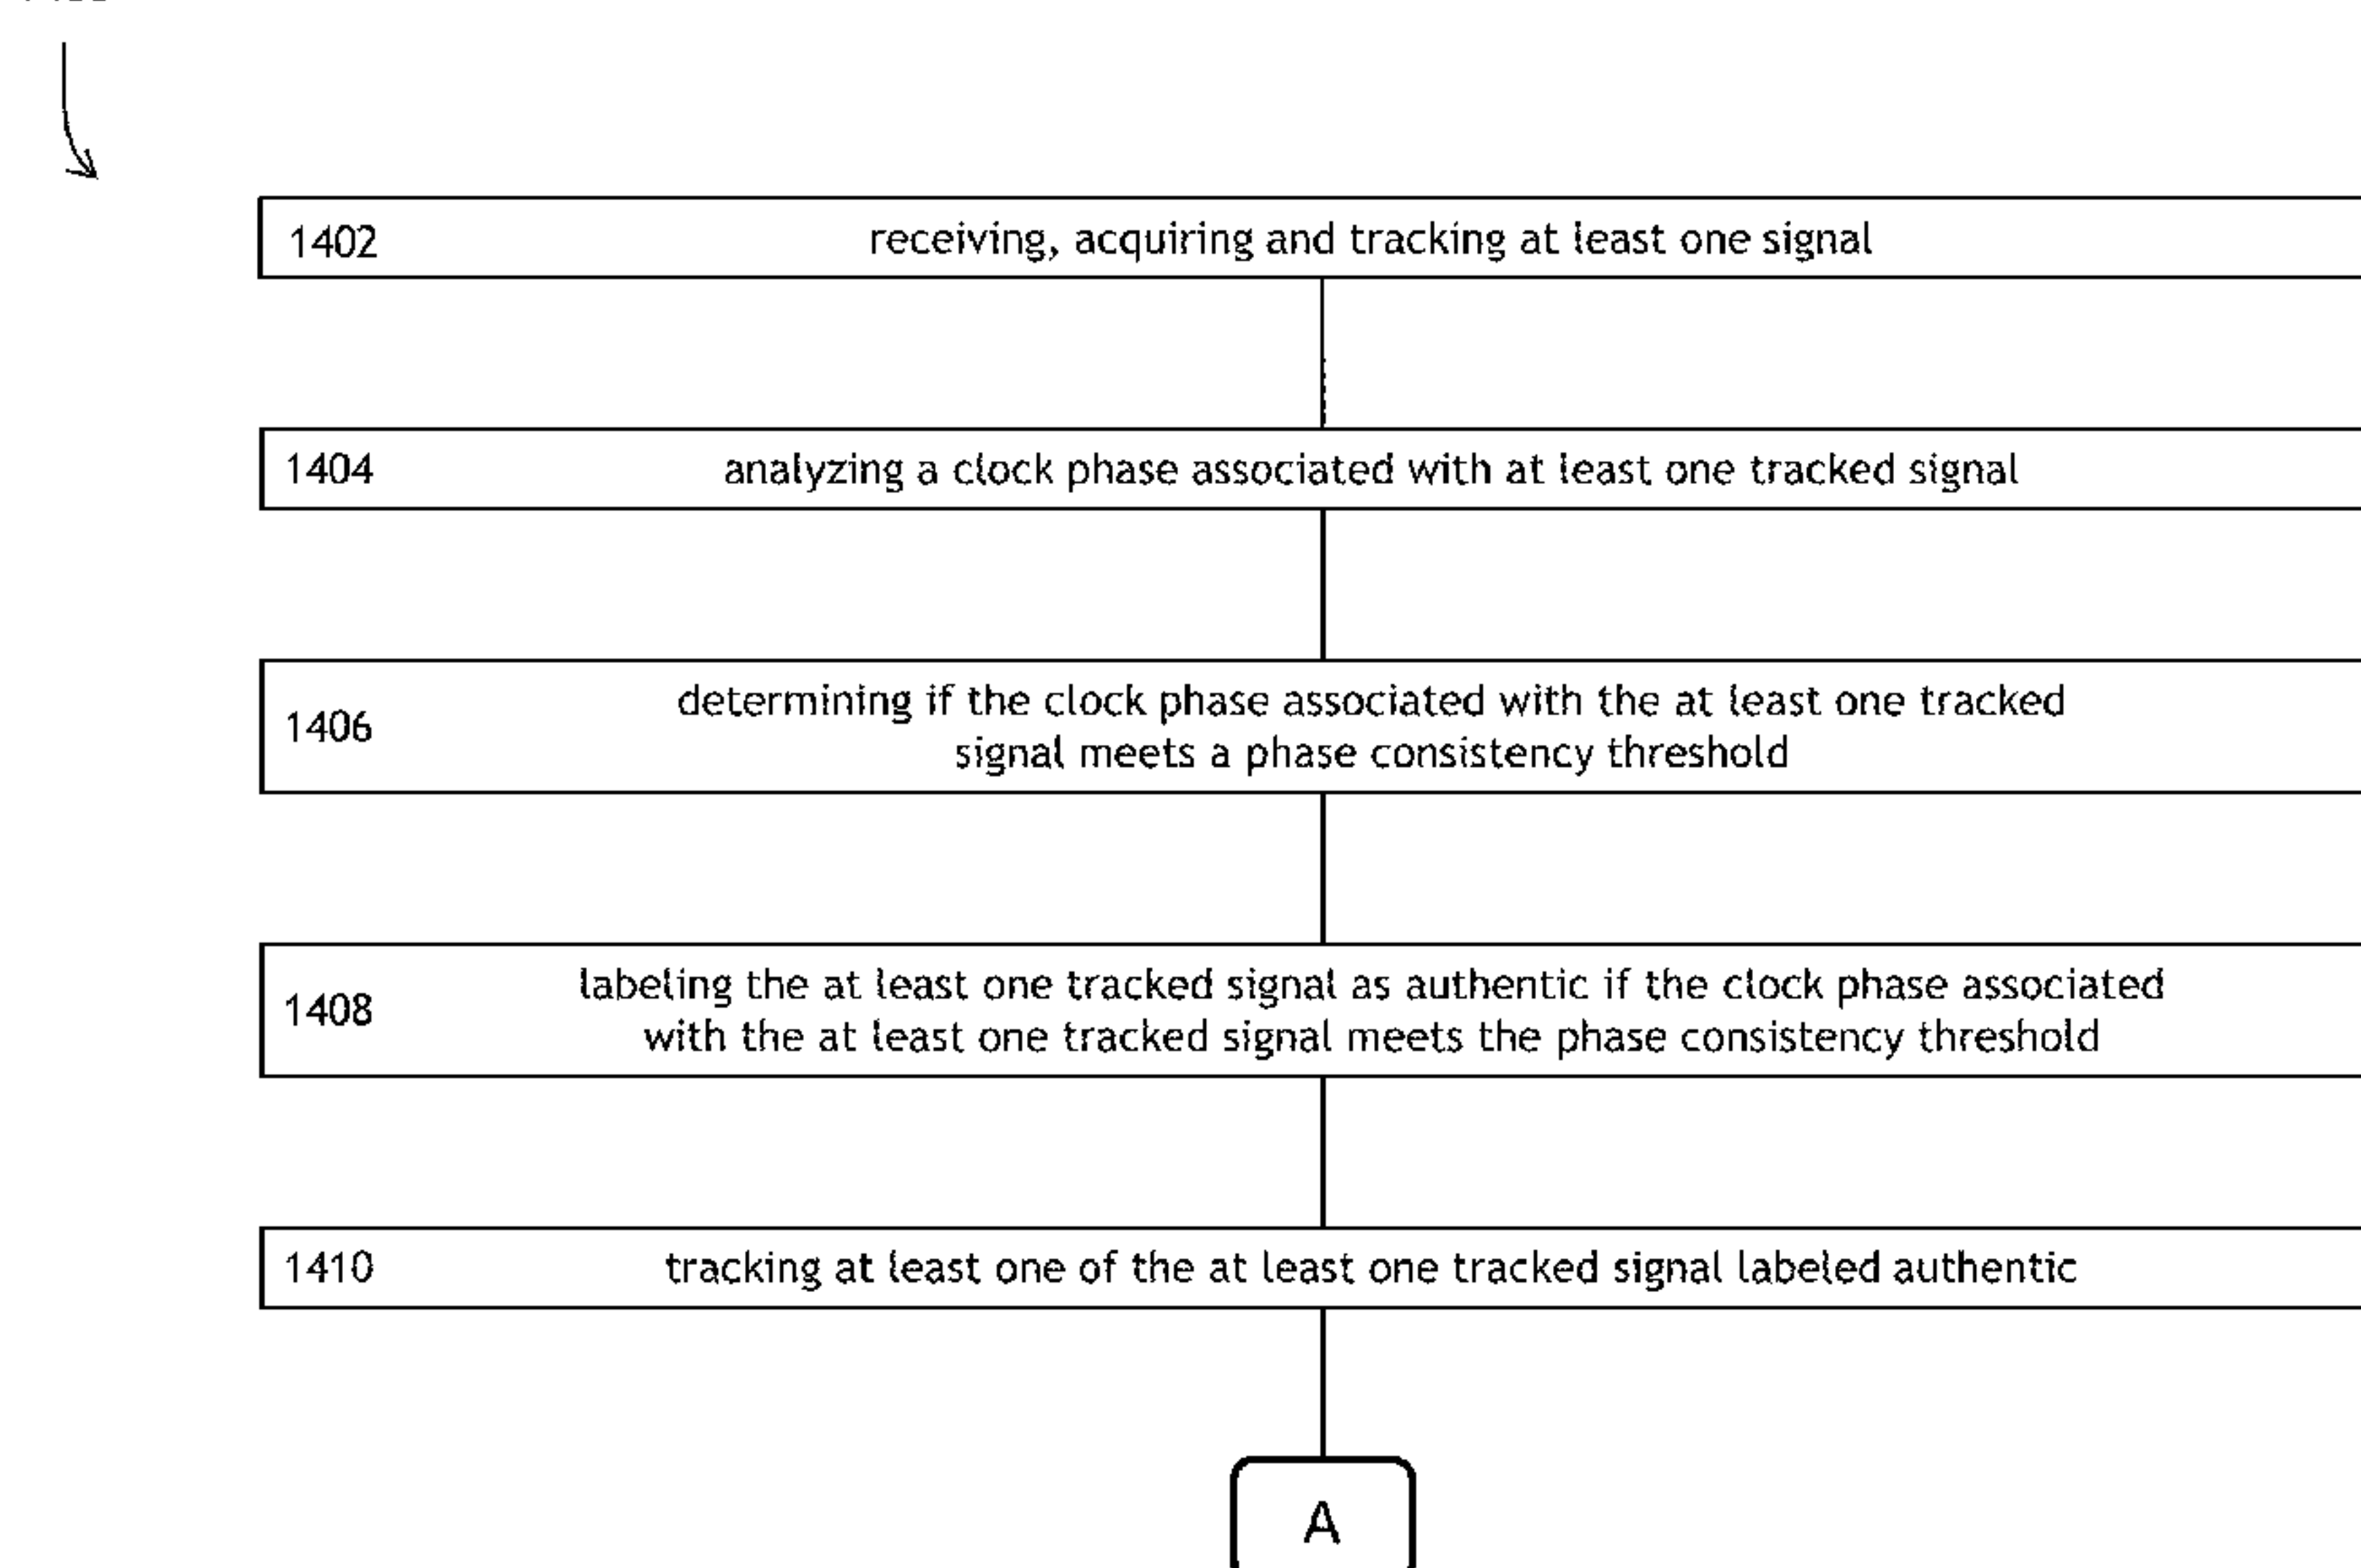 1402 receiving, acquiring and tracking at least one signal
1404 analyzing a clock phase associated with at least one tracked signal
determining if the clock phase associated with the at least one tracked
1406
signal meets a phase consistency threshold
labeling the at least one tracked signal as authentic if the clock phase associated
1408
with the at least one tracked signal meets the phase consistency threshold
1410 tracking at least one of the at least one tracked signal labeled authentic
A